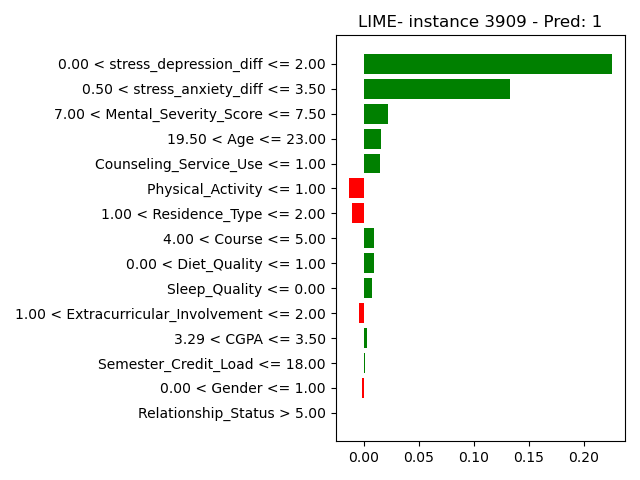 LIME- instance 3909 - Pred: 1
0.00 < stress_depression_diff <= 2.00
0.50 < stress_anxiety_diff <= 3.50
7.00 < Mental_Severity_Score <= 7.50
19.50 < Age <= 23.00
Counseling_Service_Use <= 1.00
Physical_Activity <= 1.00
1.00 < Residence_Type <= 2.00
4.00 < Course <= 5.00
0.00 < Diet_Quality <= 1.00
Sleep_Quality <= 0.00
1.00 < Extracurricular_Involvement <= 2.00
3.29 < CGPA <= 3.50
Semester_Credit_Load <= 18.00
0.00 < Gender <= 1.00
Relationship_Status > 5.00
0.00 0.05 0.10 0.15 0.20